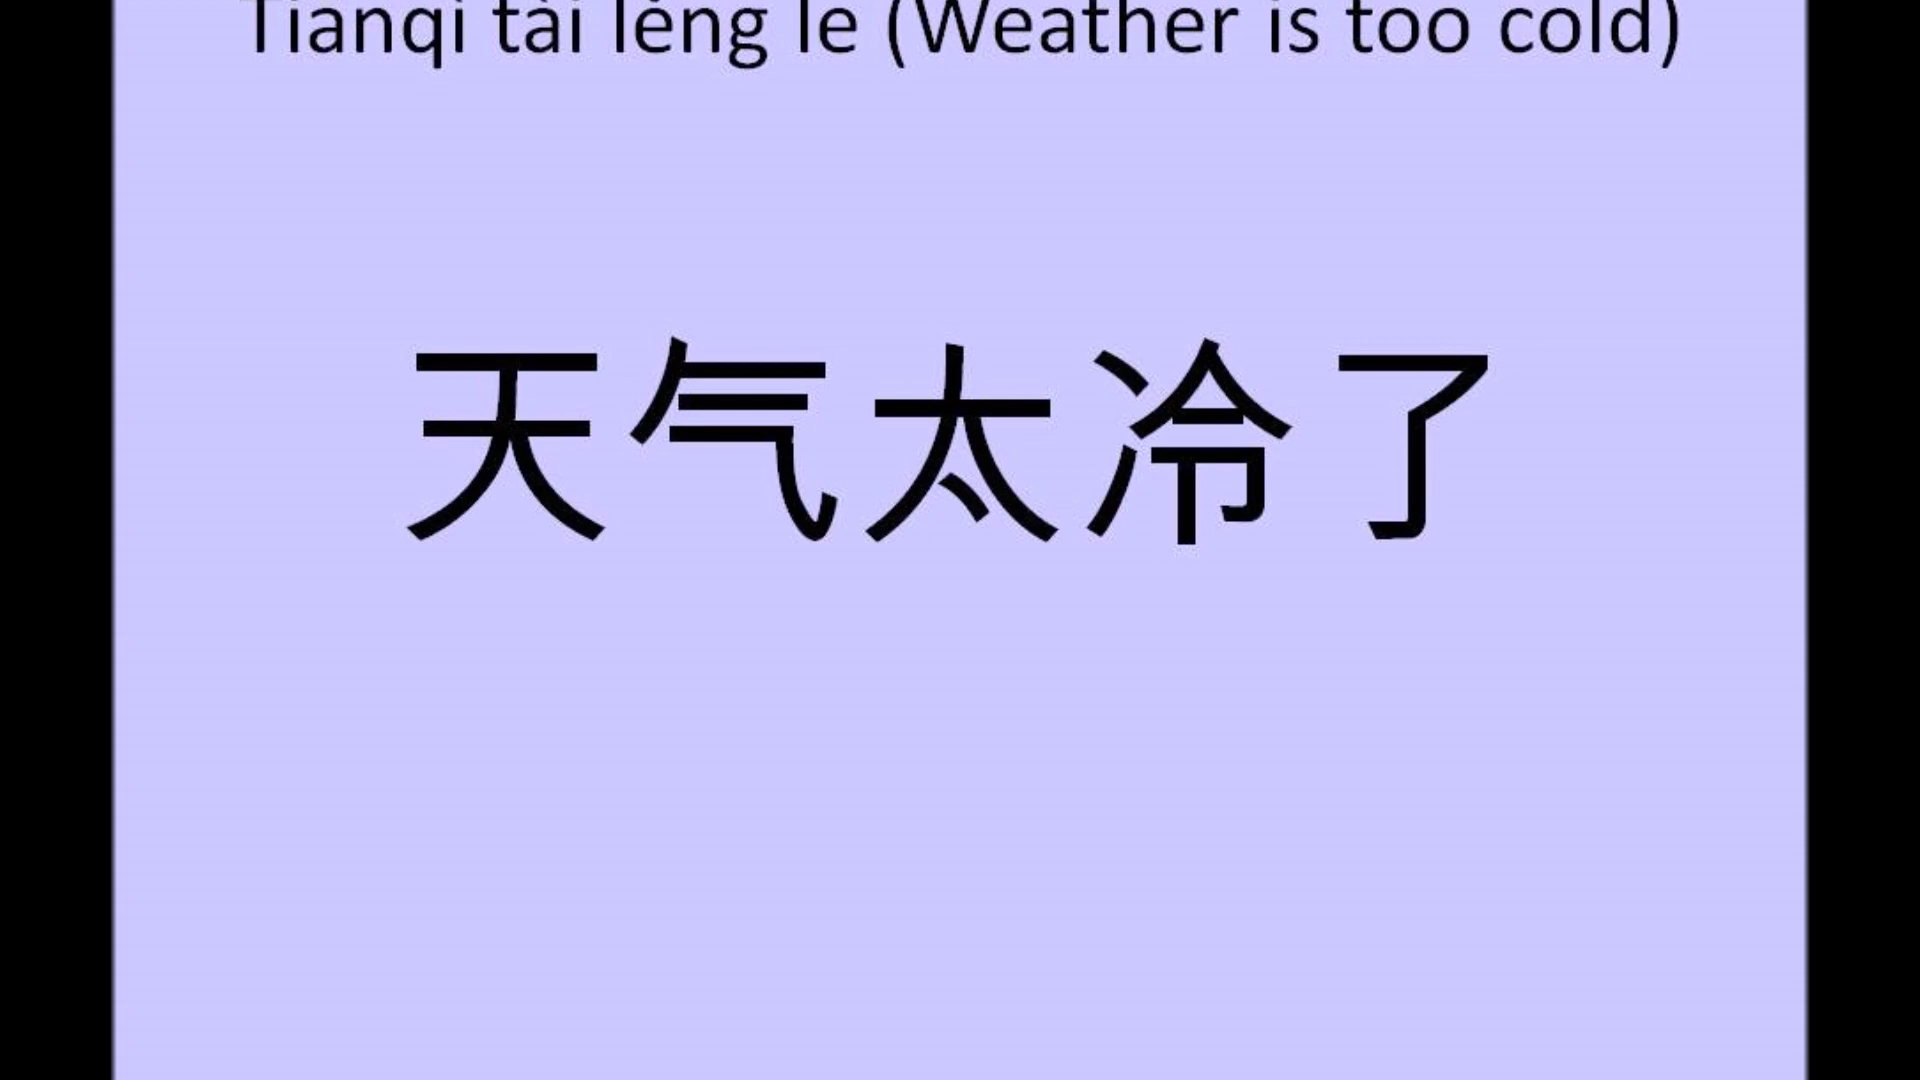 Tianqi tài lěng le (Weather is too cold)
天气太冷了